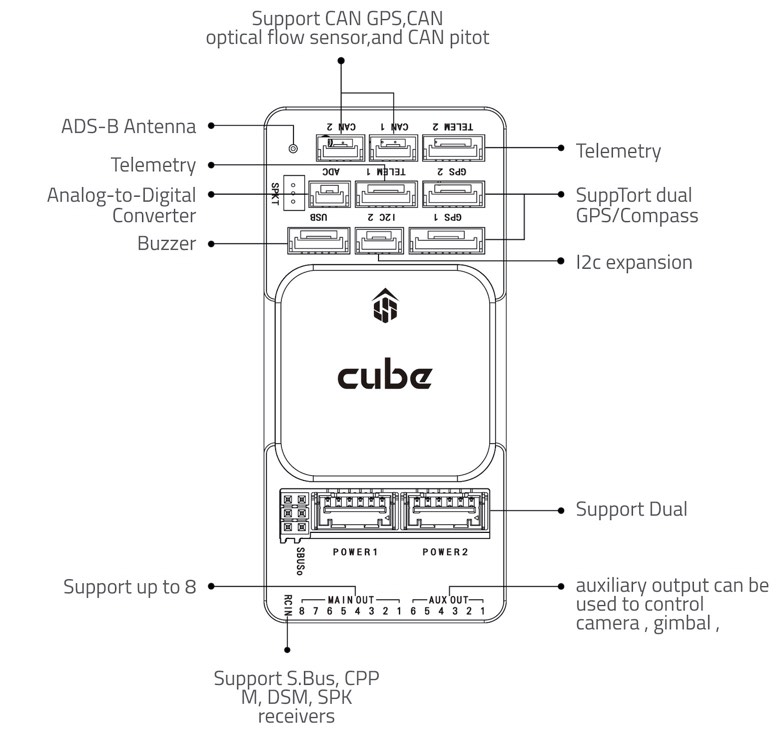 Support CAN GPS,CAN
optical flow sensor,and CAN pitot
ADS-B Antenna
CAN 2
CAN 1
TELEM 2
Telemetry
Telemetry
ADC
TELEM 1
GPS 2
Analog-to-Digital
Converter
SPKT
SuppTort dual
GPS/Compass
USB
I2C 2
GPS 1
Buzzer
I2c expansion
cube
Support Dual
POWER1
POWER2
SBUSo
Support up to 8
RCIN
MAIN OUT
8 7 6 5 4 3 2 1
AUX OUT
6 5 4 3 2 1
auxiliary output can be
used to control
camera , gimbal ,
Support S.Bus, CPP
M, DSM, SPK
receivers